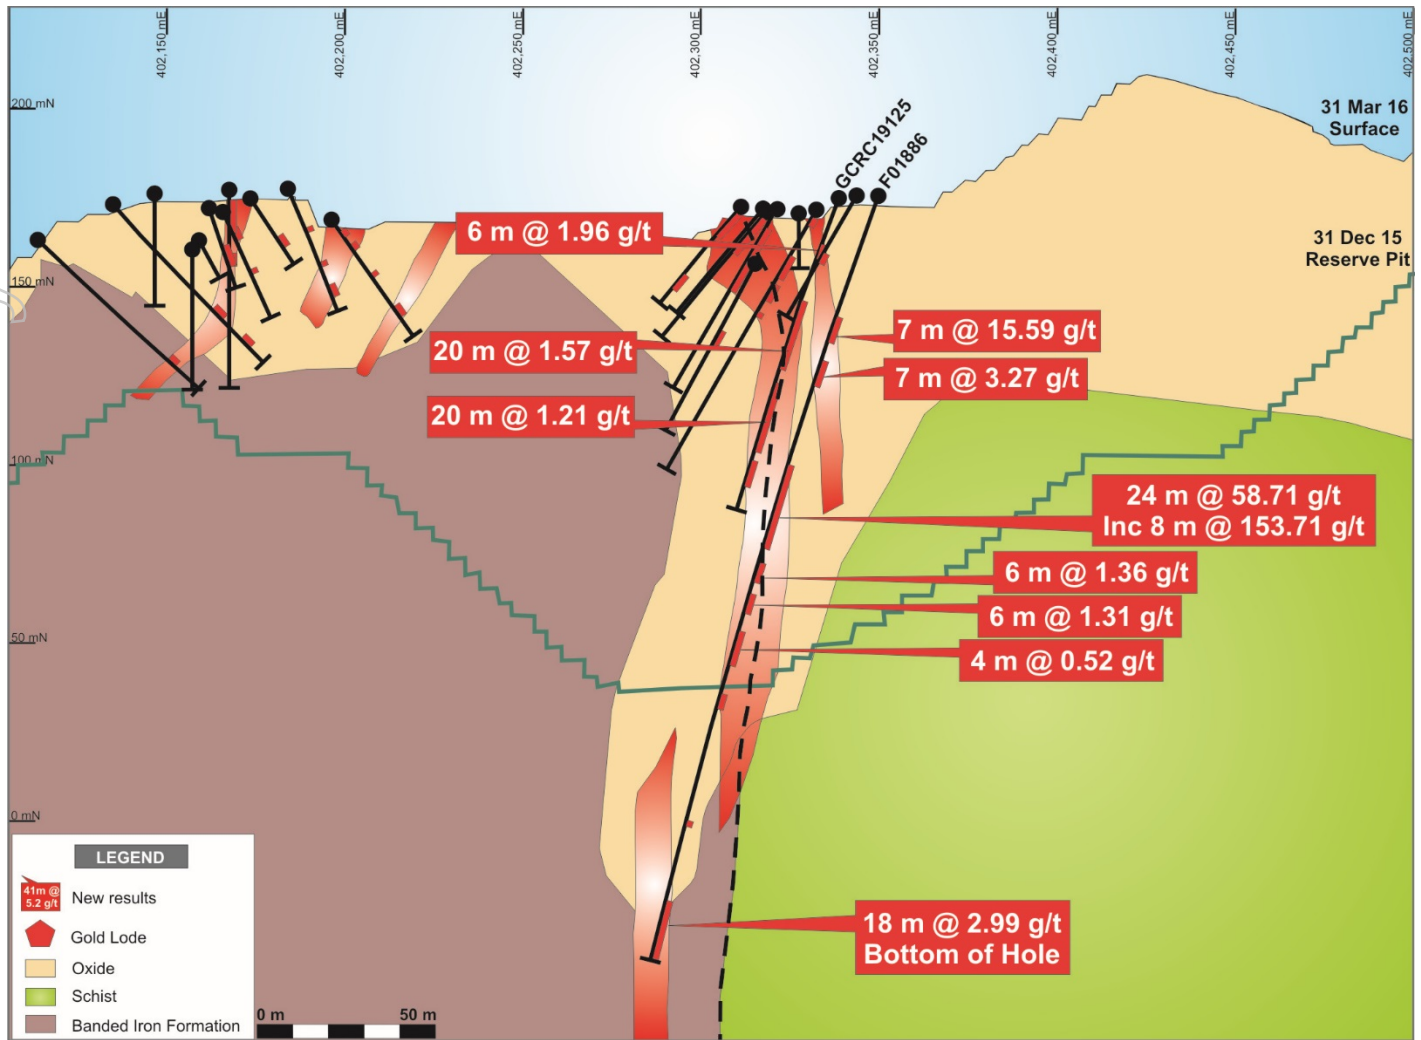 402,150 mE
402,200 mE
402,250 mE
402,300 mE
402,350 mE
402,400 mE
402,450 mE
402,500 mE
200 mN
31 Mar 16
Surface
GCRC19125
F01886
6 m @ 1.96 g/t
31 Dec 15
Reserve Pit
150 mN
7 m @ 15.59 g/t
20 m @ 1.57 g/t
7 m @ 3.27 g/t
20 m @ 1.21 g/t
100 mN
24 m @ 58.71 g/t
Inc 8 m @ 153.71 g/t
6 m @ 1.36 g/t
6 m @ 1.31 g/t
50 mN
4 m @ 0.52 g/t
0 mN
LEGEND
41m @
5.2 g/t
New results
Gold Lode
Oxide
Schist
Banded Iron Formation
0 m
50 m
18 m @ 2.99 g/t
Bottom of Hole